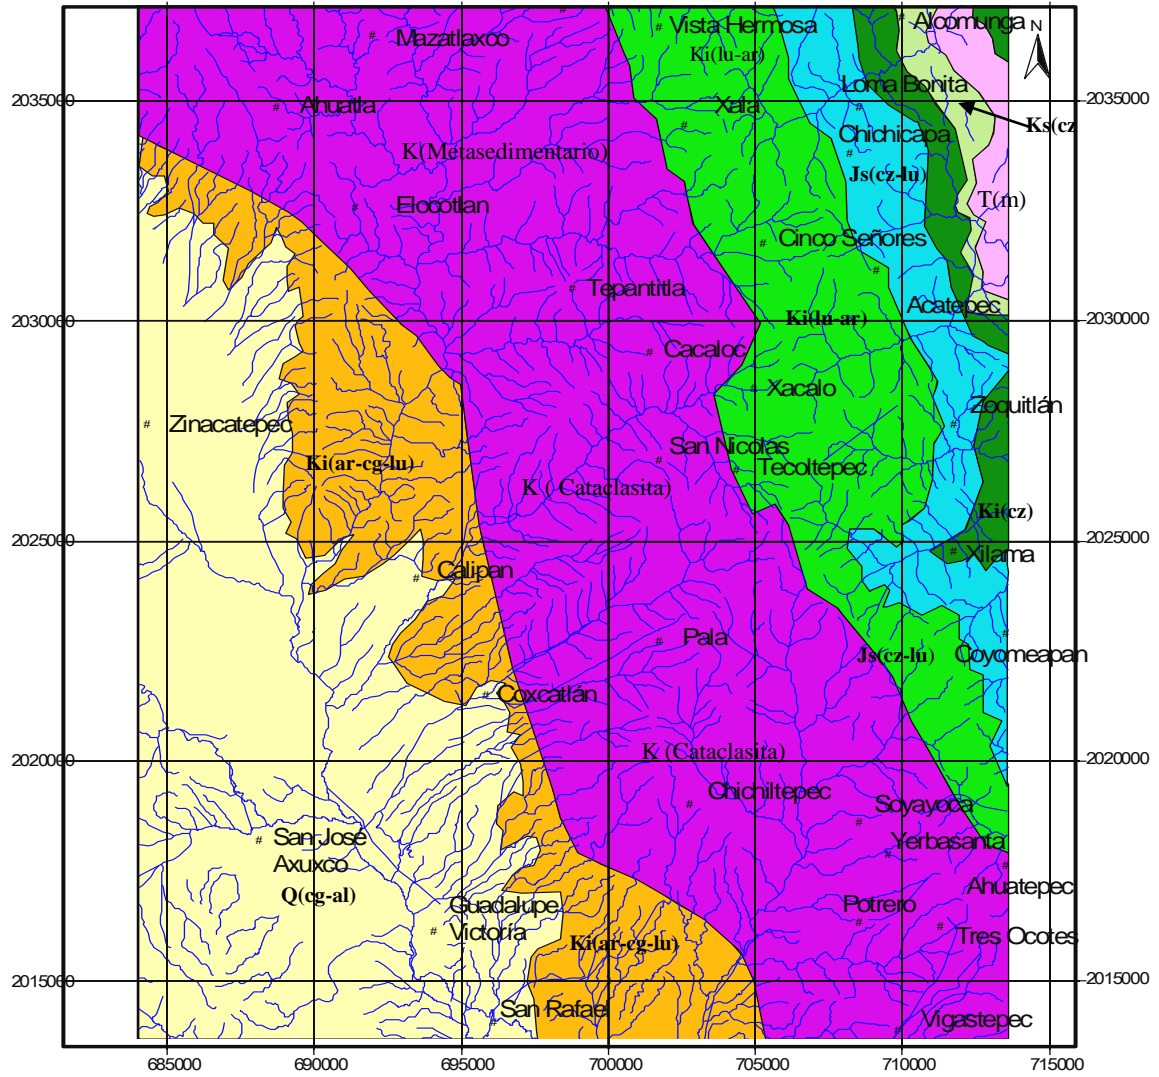 Vista Hermosa
Alcomunga
N
Mazatlaxco
Ki(lu-ar)
Loma Bonita
2035000
Ahuatla
Xala
2035000
Ks(cz
Chichicapa
K(Metasedimentario)
Js(cz-lu)
T(m)
Elocotlan
Cinco Señores
Tepantitla
Acatepec
2030000
Ki(lu-ar)
2030000
Cacaloc
Xacalo
Zoquitlán
Zinacatepec
San Nicolas
Tecoltepec
Ki(ar-cg-lu)
K ( Cataclasita)
Ki(cz)
2025000
2025000
Xilama
Calipan
Pala
Js(cz-lu)
Coyomeapan
Coxcatlán
2020000
K (Cataclasita)
2020000
Chichiltepec
Soyayoca
San José
Axuxco
Yerbasanta
Q(cg-al)
Ahuatepec
Guadalupe
Victoría
Potrero
Ki(ar-cg-lu)
Tres Ocotes
2015000
2015000
San Rafael
Vigastepec
685000
690000
695000
700000
705000
710000
715000